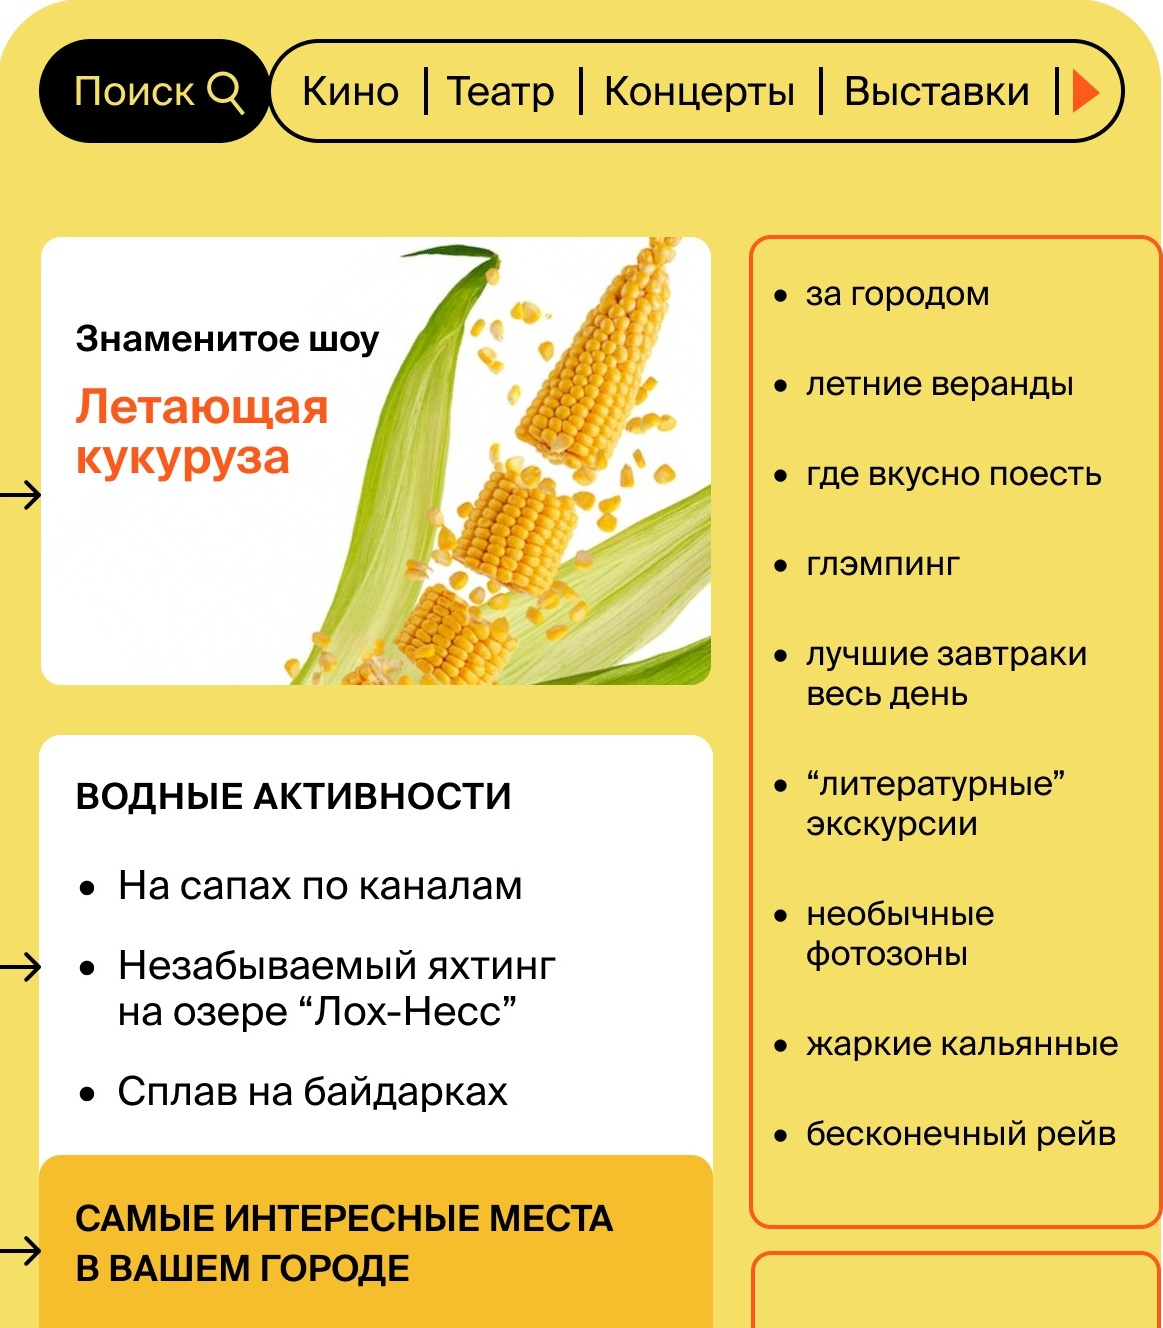 Поиск
Кино | Театр | Концерты | Выставки |
Знаменитое шоу
Летающая
кукуруза
ВОДНЫЕ АКТИВНОСТИ
• На сапах по каналам
• Незабываемый яхтинг
на озере “Лох-Несс”
• Сплав на байдарках
САМЫЕ ИНТЕРЕСНЫЕ МЕСТА
В ВАШЕМ ГОРОДЕ
• за городом
• летние веранды
• где вкусно поесть
• глэмпинг
• лучшие завтраки
весь день
• “литературные”
экскурсии
• необычные
фотозоны
• жаркие кальянные
• бесконечный рейв